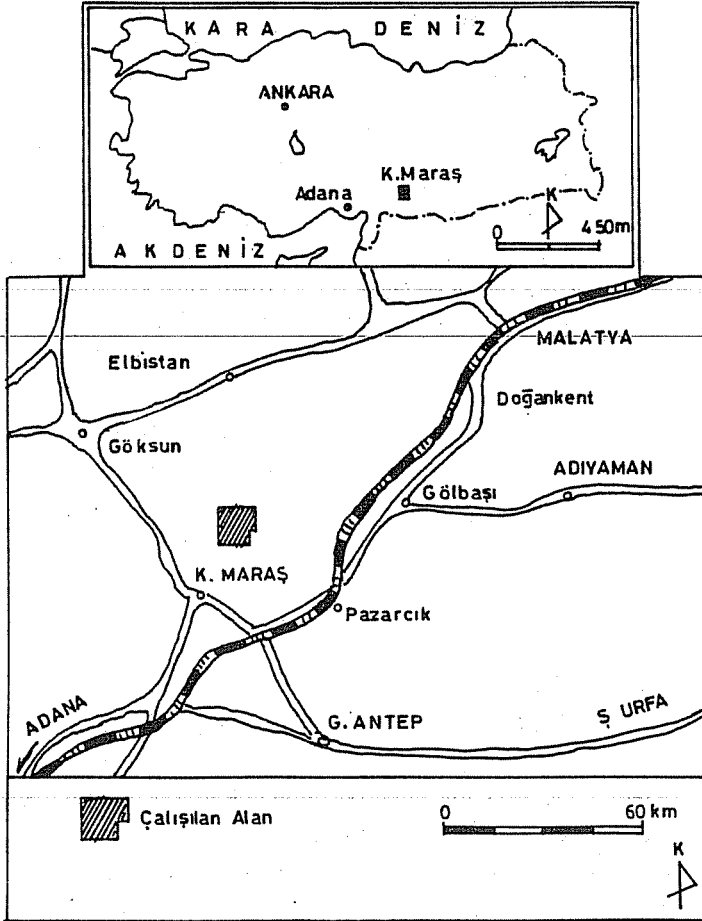 KARA DENİZ
ANKARA
K.Maraş
Adana
K
0 450m
AKDENİZ
MALATYA
Elbistan
Doğankent
Göksun
ADIYAMAN
Gölbaşı
K. MARAŞ
Pazarcık
ADANA
G.ANTEP
Ş URFA
Çalışılan Alan
0 60 km
K